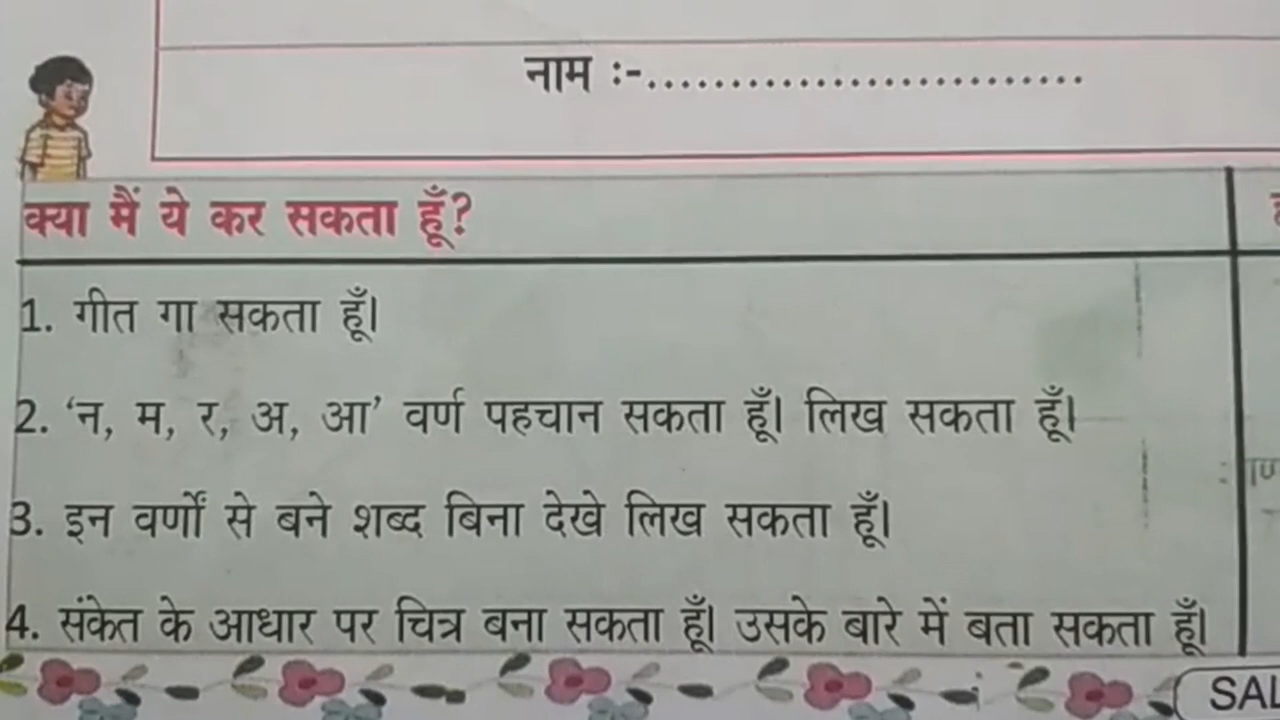 नाम :-..........................
क्या मैं ये कर सकता हूँ?
1. गीत गा सकता हूँ।
2. ‘न, म, र, अ, आ’ वर्ण पहचान सकता हूँ। लिख सकता हूँ।
3. इन वर्णों से बने शब्द बिना देखे लिख सकता हूँ।
4. संकेत के आधार पर चित्र बना सकता हूँ। उसके बारे में बता सकता हूँ।